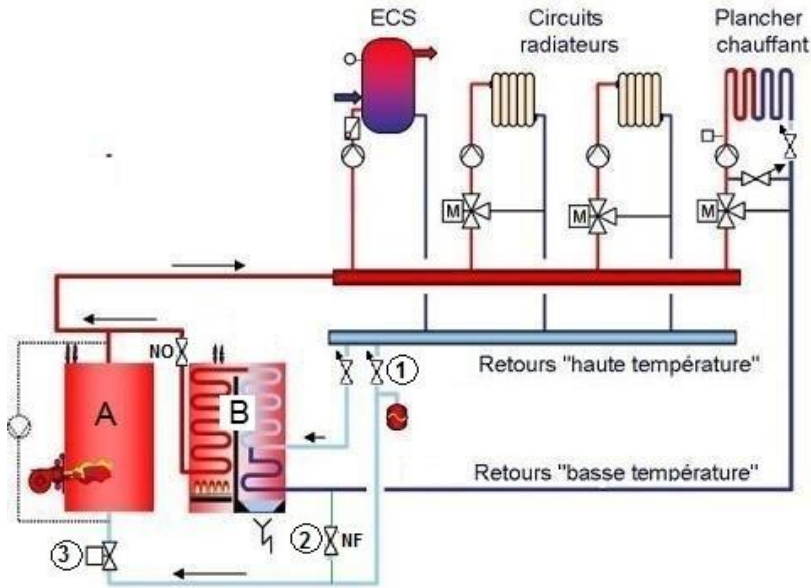 ECS
Circuits
radiateurs
Plancher
chauffant
M
M
M
Retours "haute température"
NO
1
A
B
Retours "basse température"
2
NF
3